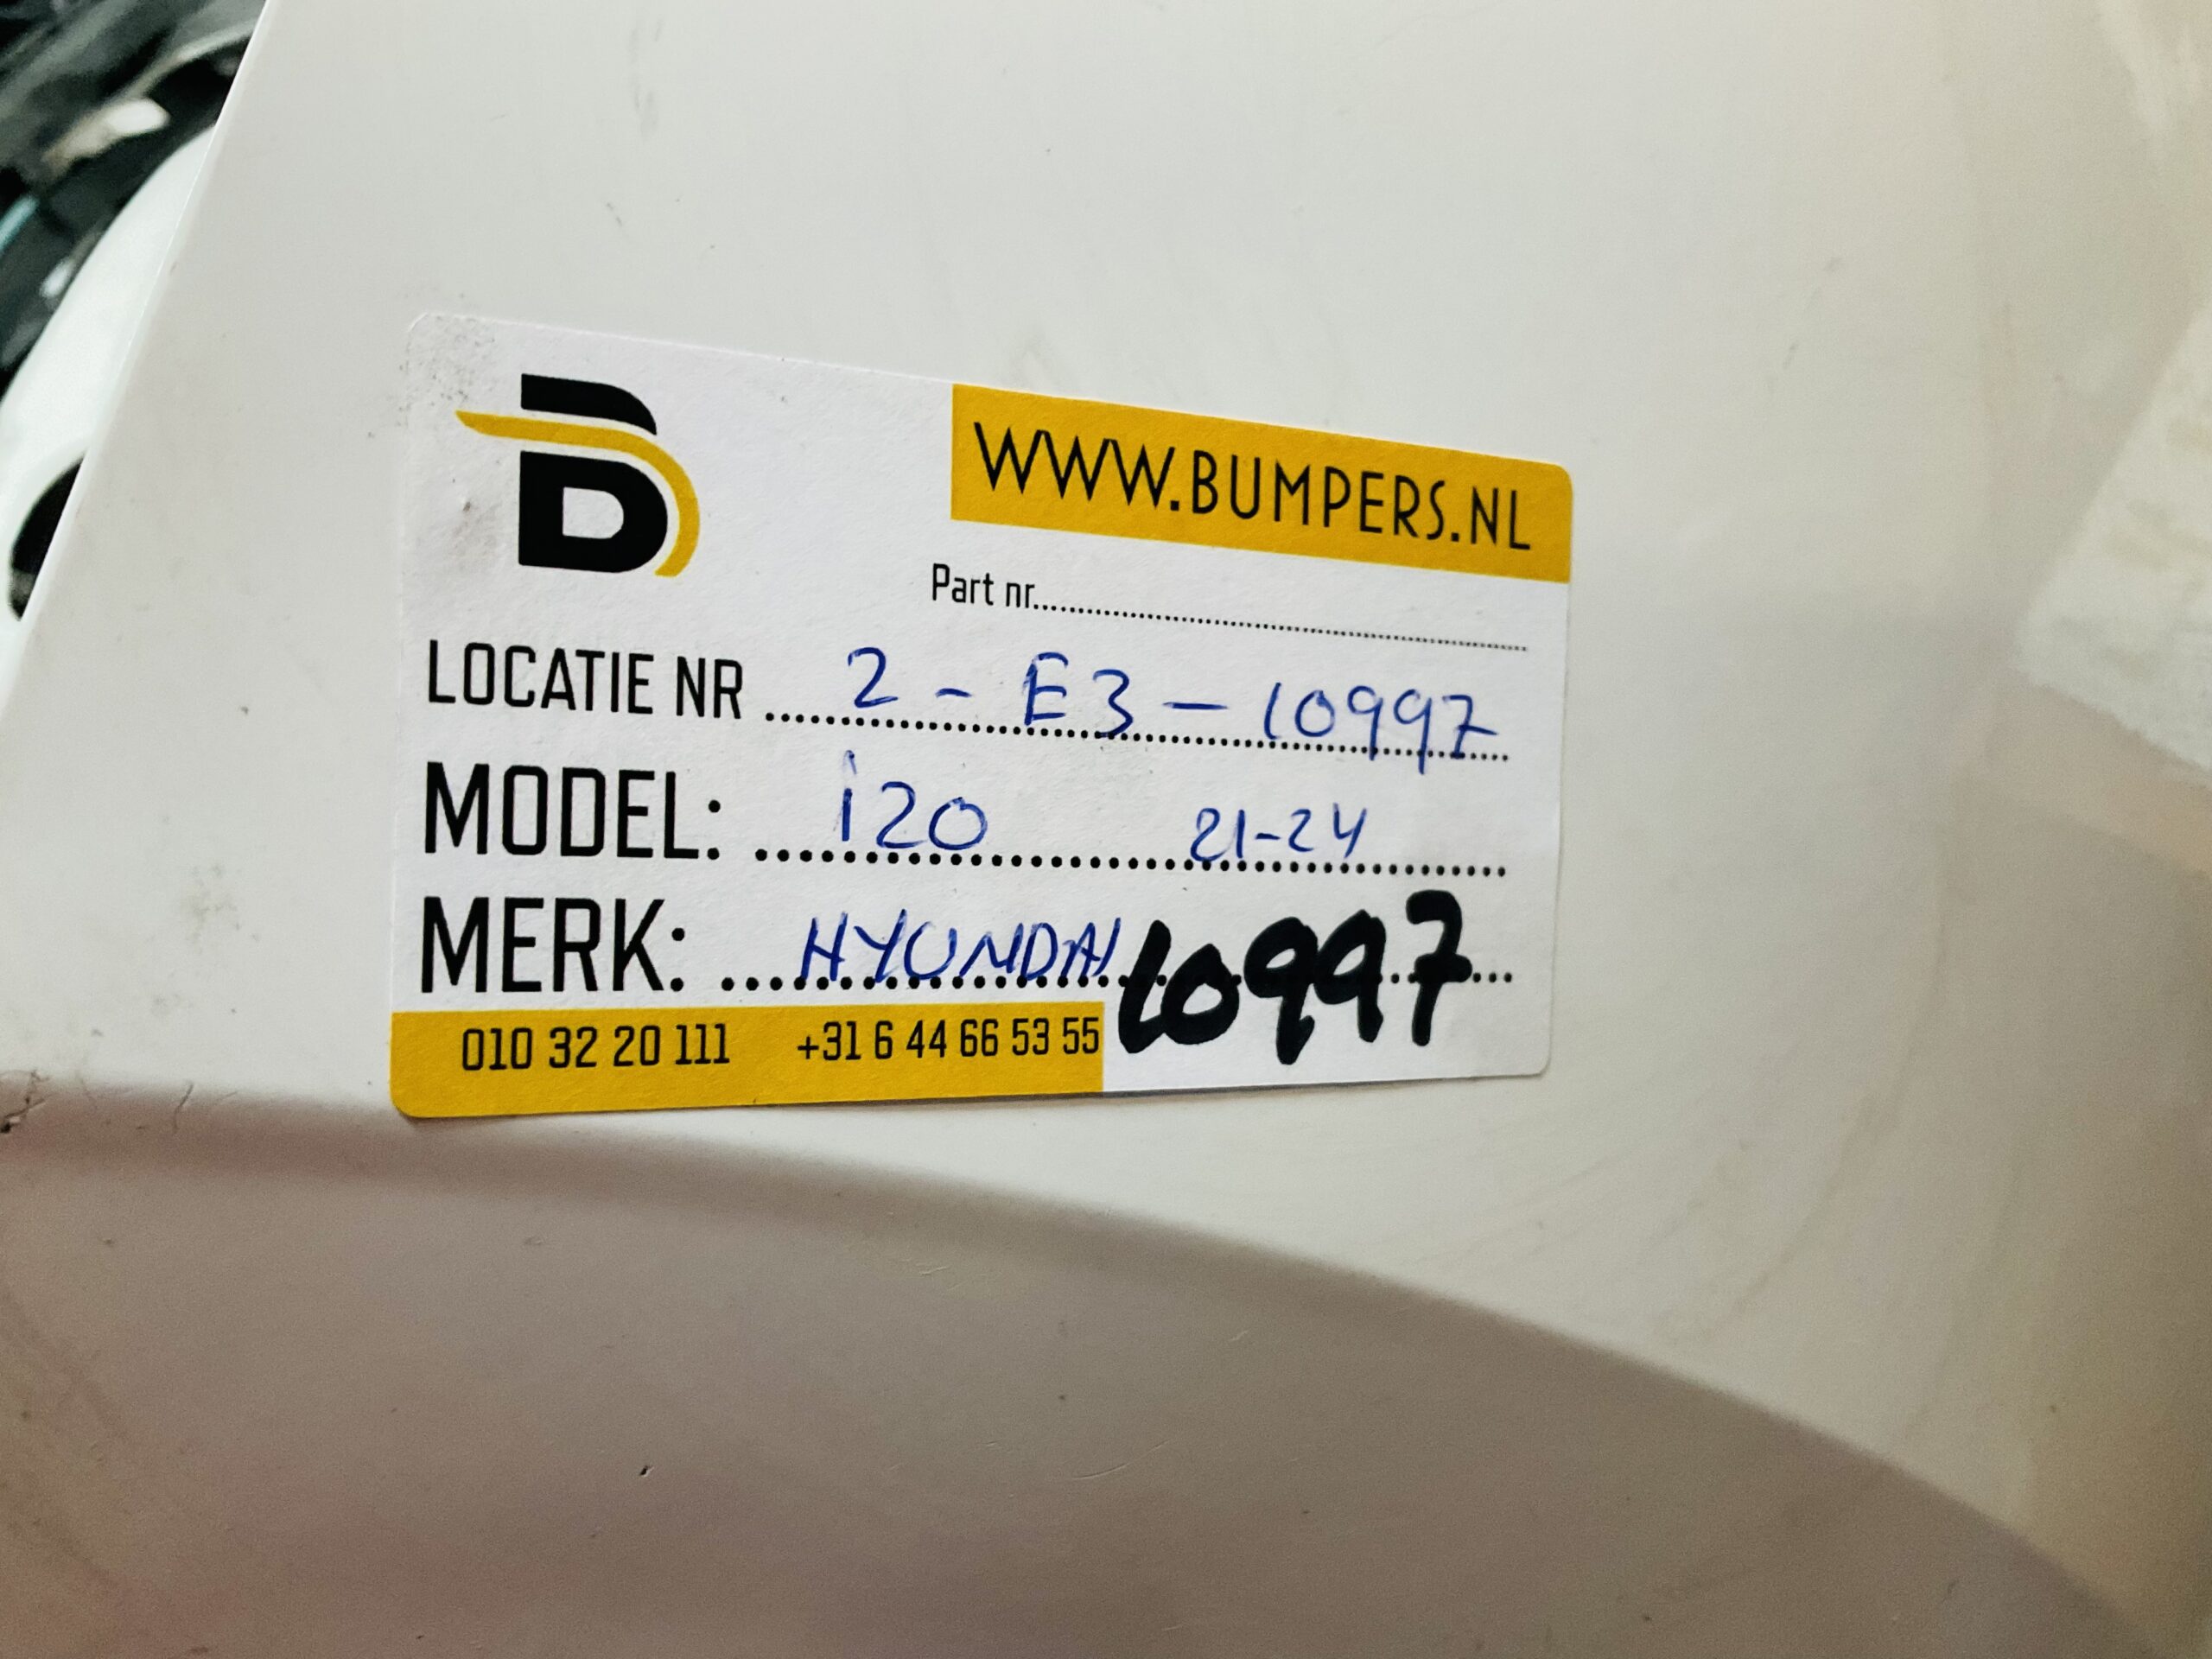 B
WWW.BUMPERS.NL
Part nr....................
LOCATIE NR 2 - E3 - 10997
MODEL: i20 21-24
MERK: HYUNDAI 10997
010 32 20 111 +31 6 44 66 53 55